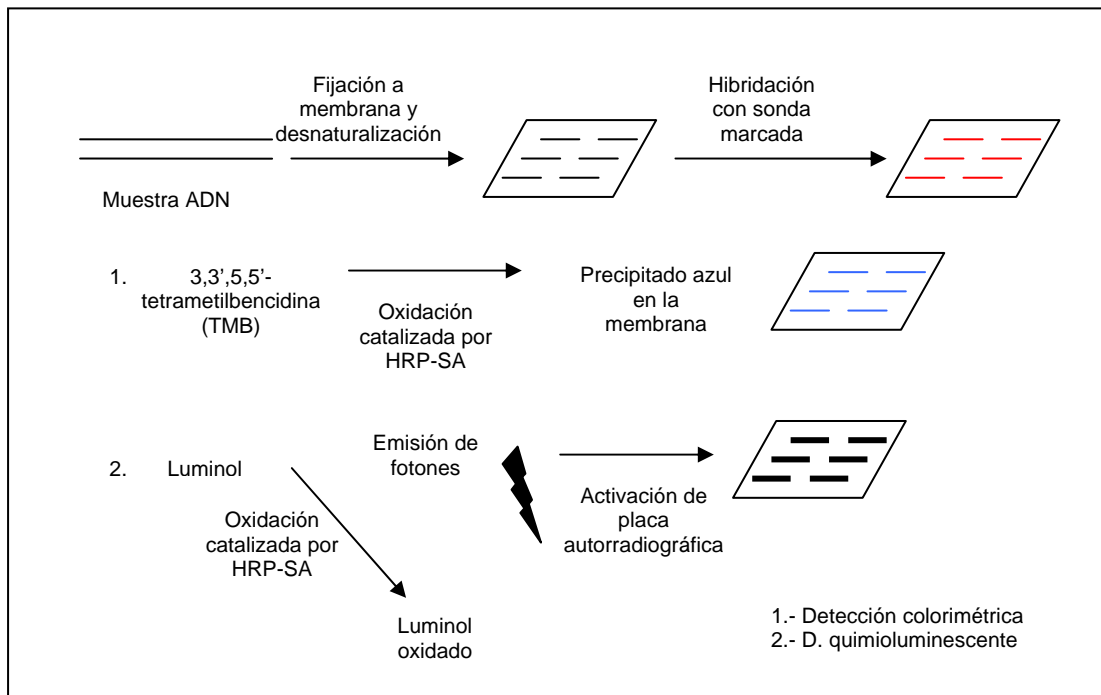 Fijación a
membrana y
desnaturalización
Hibridación
con sonda
marcada
Muestra ADN
1. 3,3’,5,5’-
tetrametilbencidina
(TMB)
Oxidación
catalizada por
HRP-SA
Precipitado azul
en la
membrana
2. Luminol
Oxidación
catalizada por
HRP-SA
Luminol
oxidado
Emisión de
fotones
Activación de
placa
autorradiográfica
1.- Detección colorimétrica
2.- D. quimioluminescente